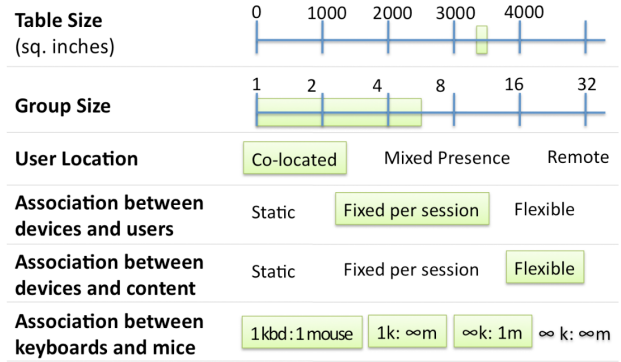 Table Size
(sq. inches)
0 1000 2000 3000 4000
Group Size
1 2 4 8 16 32
User Location
Co-located Mixed Presence Remote
Association between
devices and users
Static Fixed per session Flexible
Association between
devices and content
Static Fixed per session Flexible
Association between
keyboards and mice
1kbd : 1 mouse 1k: ∞m ∞k: 1m ∞ k: ∞m